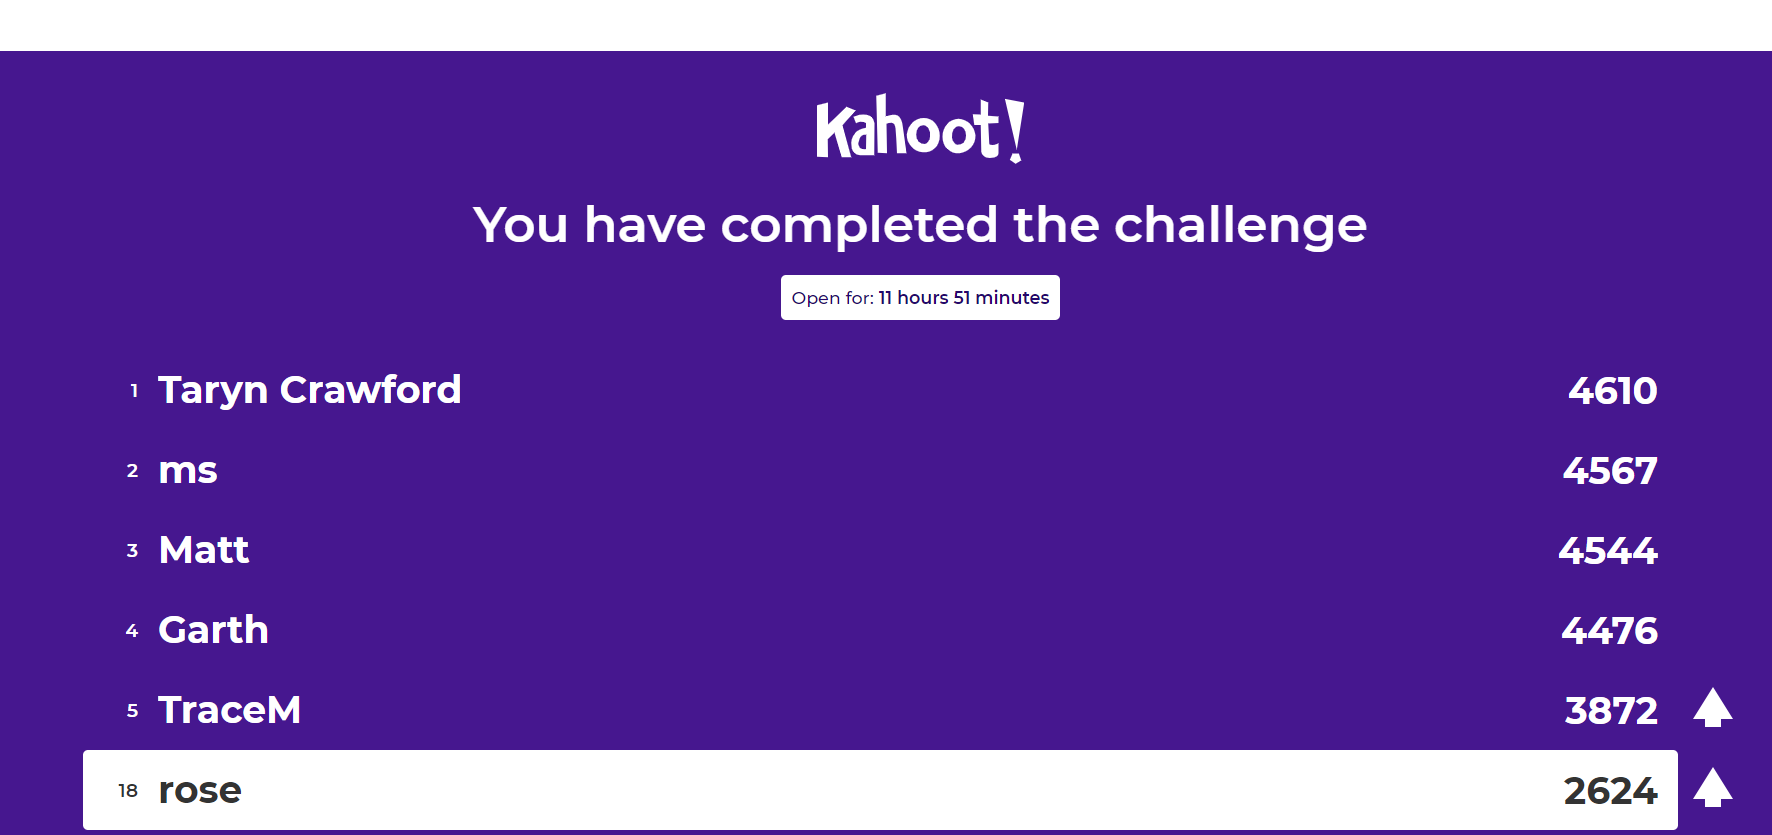 Kahoot!
You have completed the challenge
Open for: 11 hours 51 minutes
1 Taryn Crawford 4610
2 ms 4567
3 Matt 4544
4 Garth 4476
5 TraceM 3872
18 rose 2624